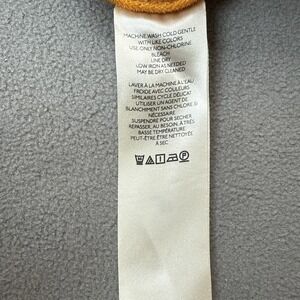 MACHINE WASH COLD GENTLE
WITH LIKE COLORS
USE ONLY NON-CHLORINE
BLEACH
LINE DRY
LOW IRON AS NEEDED
MAY BE DRY CLEANED
LAVER À LA MACHINE À L'EAU
FROIDE AVEC COULEURS
SIMILAIRES CYCLE DÉLICAT
UTILISER UN AGENT DE
BLANCHIMENT SANS CHLORE SI
NÉCESSAIRE
SUSPENDRE POUR SÉCHER
REPASSER, AU BESOIN, À TRÈS
BASSE TEMPÉRATURE
PEUT-ÊTRE ÊTRE NETTOYÉE
À SEC